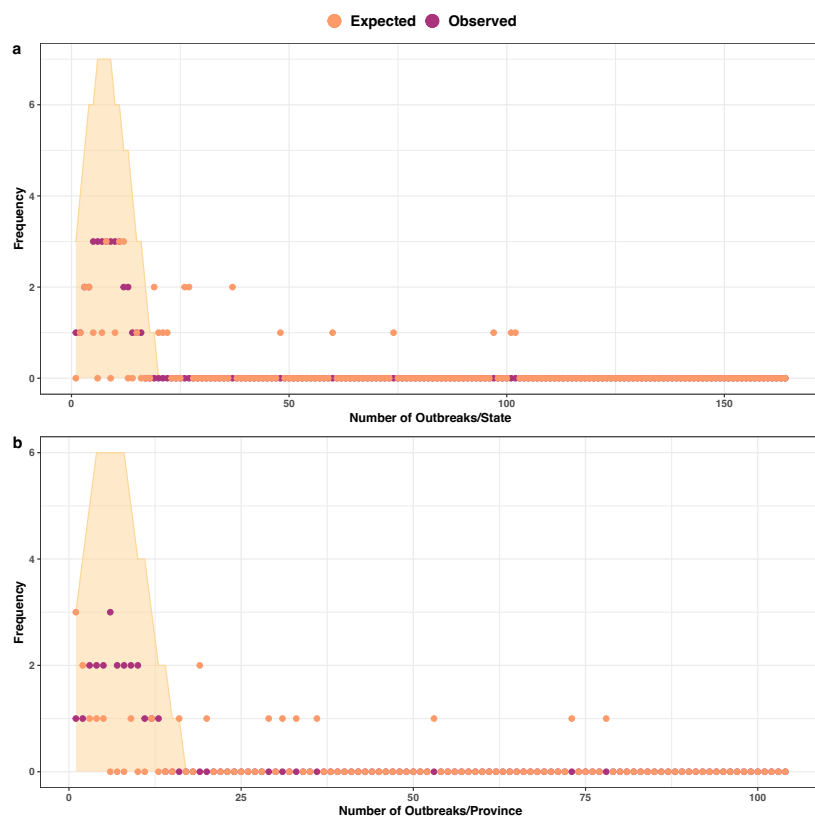 Expected Observed
a
6
4
2
0
Frequency
0 50 100 150
Number of Outbreaks/State
b
6
4
2
0
Frequency
0 25 50 75 100
Number of Outbreaks/Province